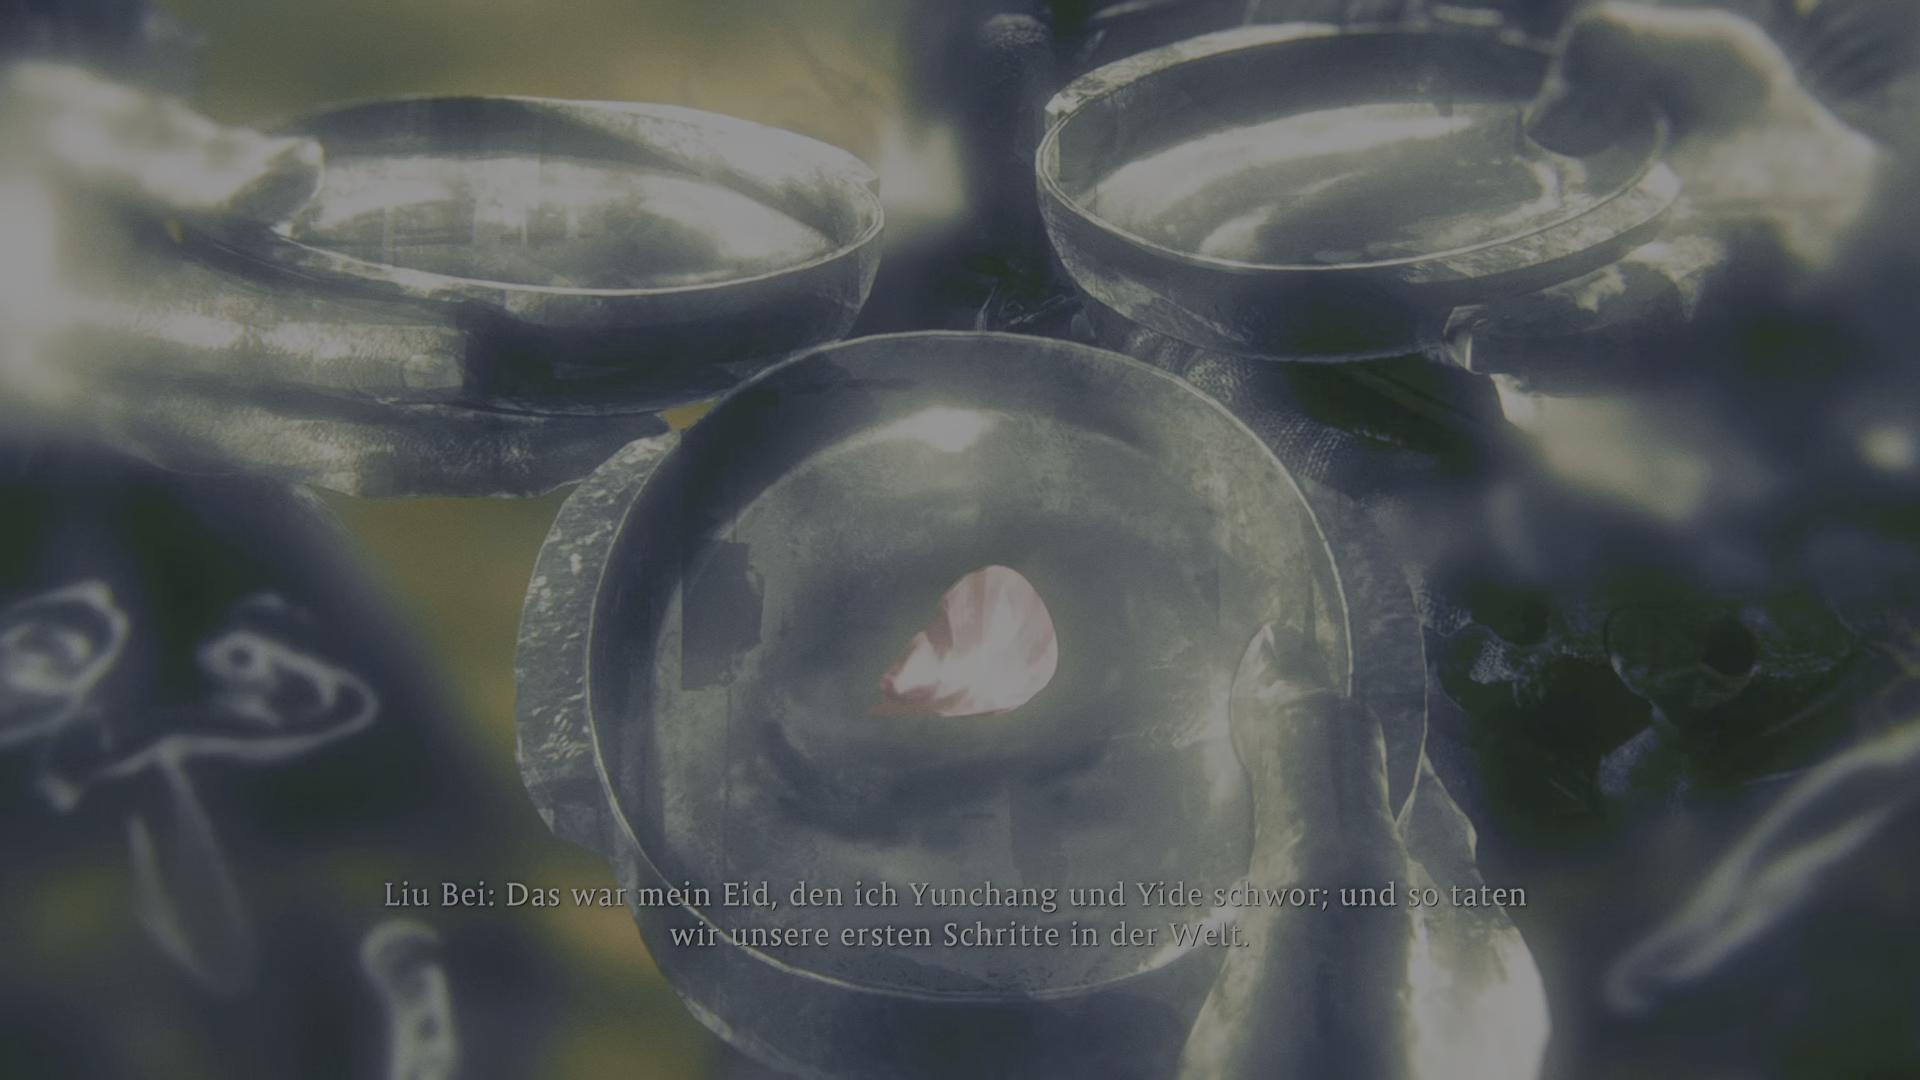 Liu Bei: Das war mein Eid, den ich Yunchang und Yide schwor; und so taten
wir unsere ersten Schritte in der Welt.